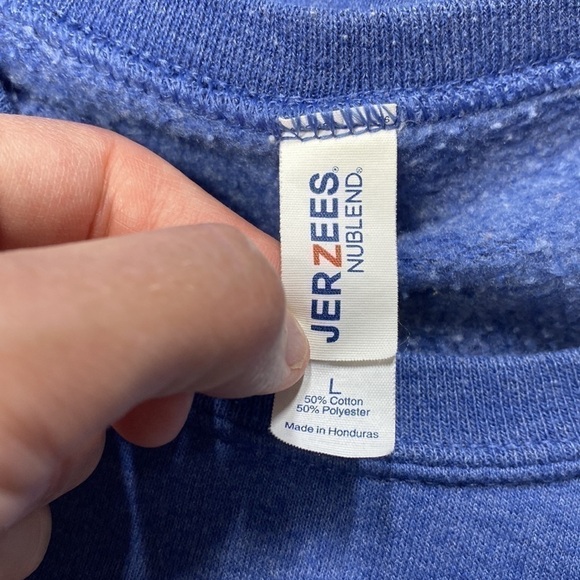 JERZEES®
NUBLEND®
L
50% Cotton
50% Polyester
Made in Honduras